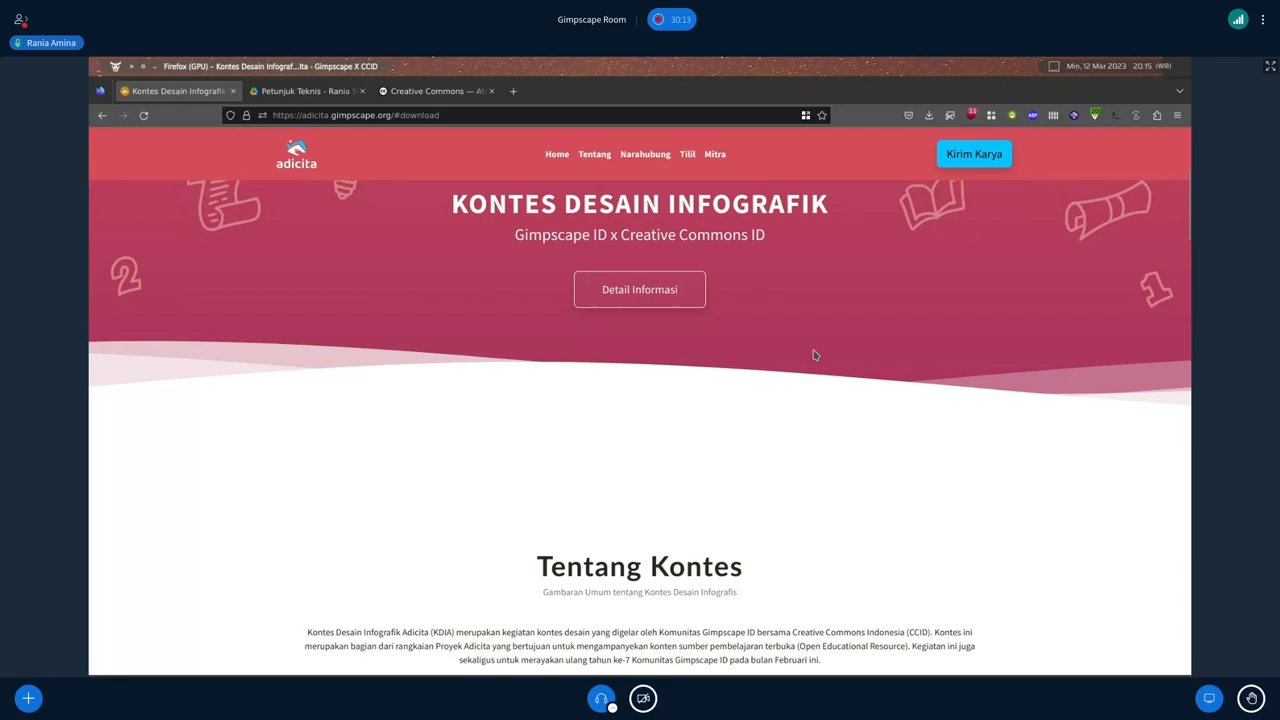 Gimpscape Room
30:13
Rania Amina
Firefox (GPU) – Kontes Desain Infograf...ita - Gimpscape X CCID
Min, 12 Mar 2023 20.15 (WIB)
Kontes Desain Infografik
Petunjuk Teknis - Rania S
Creative Commons — At
https://adicita.gimpscape.org/#download
11
ABP
adicita
Home Tentang Narahubung Tilil Mitra
Kirim Karya
KONTES DESAIN INFOGRAFIK
Gimpscape ID x Creative Commons ID
2
1
Detail Informasi
Tentang Kontes
Gambaran Umum tentang Kontes Desain Infografis
Kontes Desain Infografik Adicita (KDIA) merupakan kegiatan kontes desain yang digelar oleh Komunitas Gimpscape ID bersama Creative Commons Indonesia (CCID). Kontes ini
merupakan bagian dari rangkaian Proyek Adicita yang bertujuan untuk mengampanyekan konten sumber pembelajaran terbuka (Open Educational Resource). Kegiatan ini juga
sekaligus untuk merayakan ulang tahun ke-7 Komunitas Gimpscape ID pada bulan Februari ini.